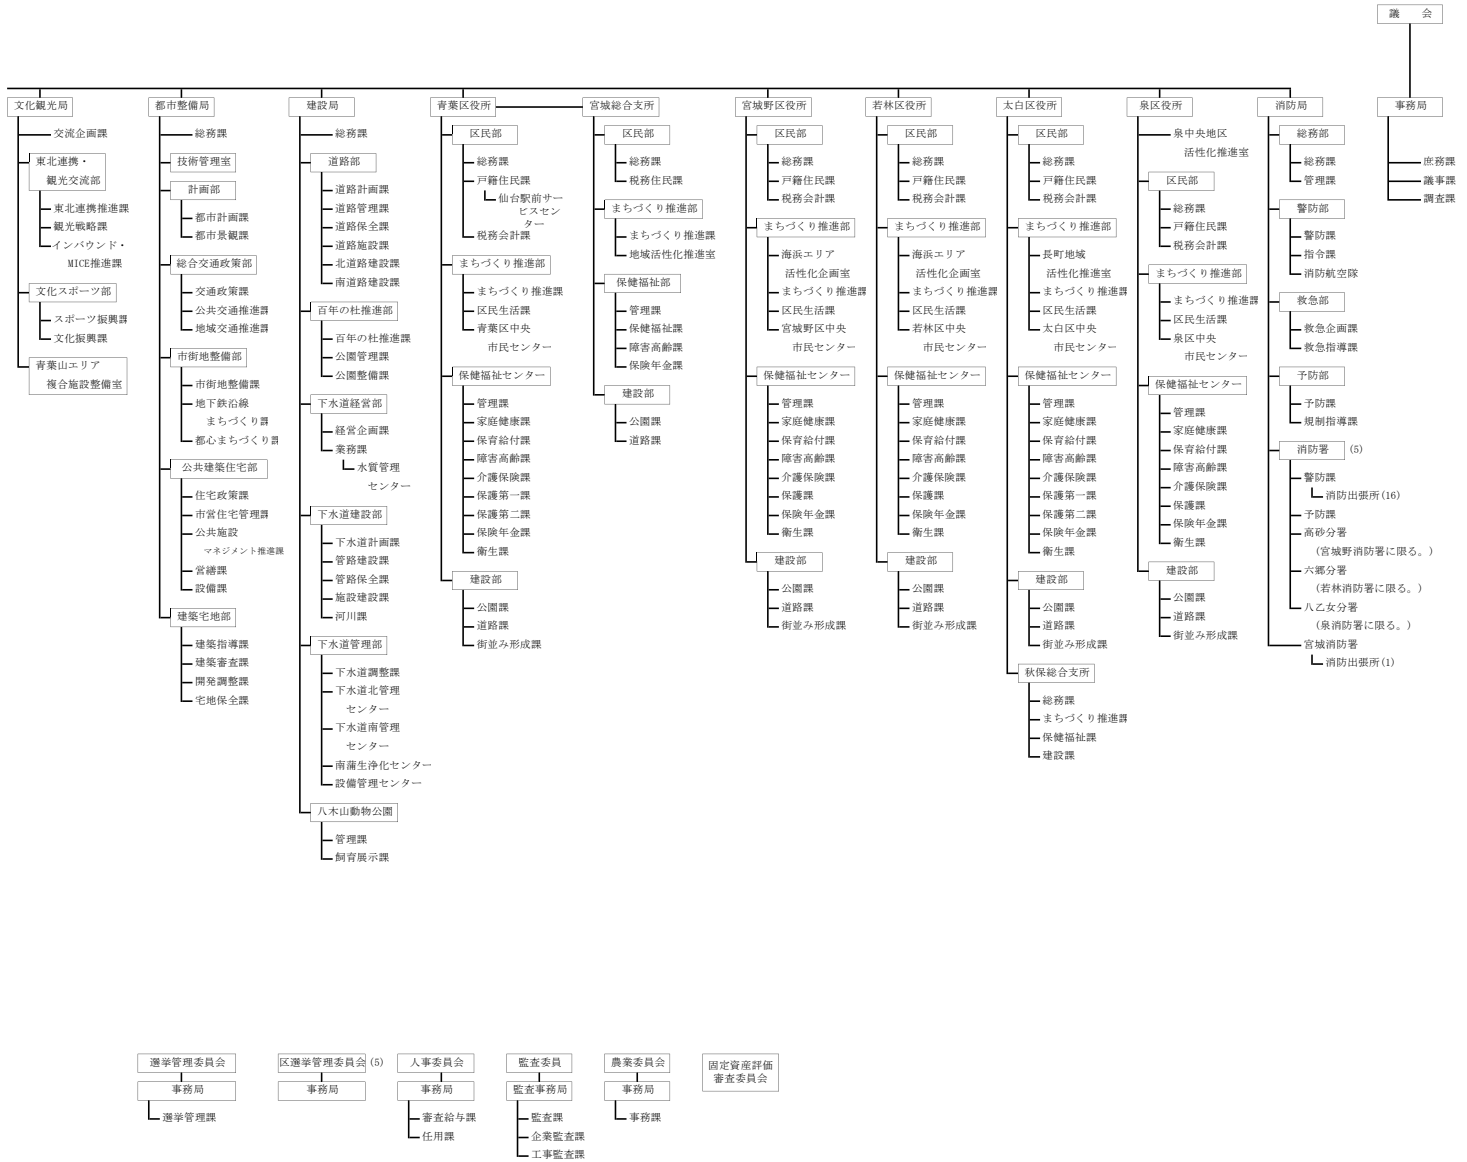 議　会
文化観光局
交流企画課
東北連携・
観光交流部
東北連携推進課
観光戦略課
インバウンド・
MICE推進課
文化スポーツ部
スポーツ振興課
文化振興課
青葉山エリア
複合施設整備室
都市整備局
総務課
技術管理室
計画部
都市計画課
都市景観課
総合交通政策部
交通政策課
公共交通推進課
地域交通推進課
市街地整備部
市街地整備課
地下鉄沿線
まちづくり課
都心まちづくり課
公共建築住宅部
住宅政策課
市営住宅管理課
公共施設
マネジメント推進課
営繕課
設備課
建築宅地部
建築指導課
建築審査課
開発調整課
宅地保全課
建設局
総務課
道路部
道路計画課
道路管理課
道路保全課
道路施設課
北道路建設課
南道路建設課
百年の杜推進部
百年の杜推進課
公園管理課
公園整備課
下水道経営部
経営企画課
業務課
水質管理
センター
下水道建設部
下水道計画課
管路建設課
管路保全課
施設建設課
河川課
下水道管理部
下水道調整課
下水道北管理
センター
下水道南管理
センター
南蒲生浄化センター
設備管理センター
八木山動物公園
管理課
飼育展示課
青葉区役所
区民部
総務課
戸籍住民課
仙台駅前サー
ビスセン
ター
税務会計課
まちづくり推進部
まちづくり推進課
区民生活課
青葉区中央
市民センター
保健福祉センター
管理課
家庭健康課
保育給付課
障害高齢課
介護保険課
保護第一課
保護第二課
保険年金課
衛生課
建設部
公園課
道路課
街並み形成課
宮城総合支所
区民部
総務課
税務住民課
まちづくり推進部
まちづくり推進課
地域活性化推進室
保健福祉部
管理課
保健福祉課
障害高齢課
保険年金課
建設部
公園課
道路課
宮城野区役所
区民部
総務課
戸籍住民課
税務会計課
まちづくり推進部
海浜エリア
活性化企画室
まちづくり推進課
区民生活課
宮城野区中央
市民センター
保健福祉センター
管理課
家庭健康課
保育給付課
障害高齢課
介護保険課
保護課
保険年金課
衛生課
建設部
公園課
道路課
街並み形成課
若林区役所
区民部
総務課
戸籍住民課
税務会計課
まちづくり推進部
海浜エリア
活性化企画室
まちづくり推進課
区民生活課
若林区中央
市民センター
保健福祉センター
管理課
家庭健康課
保育給付課
障害高齢課
介護保険課
保護課
保険年金課
衛生課
建設部
公園課
道路課
街並み形成課
太白区役所
区民部
総務課
戸籍住民課
税務会計課
まちづくり推進部
長町地域
活性化推進室
まちづくり推進課
区民生活課
太白区中央
市民センター
保健福祉センター
管理課
家庭健康課
保育給付課
障害高齢課
介護保険課
保護第一課
保護第二課
保険年金課
衛生課
建設部
公園課
道路課
街並み形成課
秋保総合支所
総務課
まちづくり推進課
保健福祉課
建設課
泉区役所
泉中央地区
活性化推進室
区民部
総務課
戸籍住民課
税務会計課
まちづくり推進部
まちづくり推進課
区民生活課
泉区中央
市民センター
保健福祉センター
管理課
家庭健康課
保育給付課
障害高齢課
介護保険課
保護課
保険年金課
衛生課
建設部
公園課
道路課
街並み形成課
消防局
総務部
総務課
管理課
警防部
警防課
指令課
消防航空隊
救急部
救急企画課
救急指導課
予防部
予防課
規制指導課
消防署 (5)
警防課
消防出張所(16)
予防課
高砂分署
(宮城野消防署に限る。)
六郷分署
(若林消防署に限る。)
八乙女分署
(泉消防署に限る。)
宮城消防署
消防出張所(1)
事務局
庶務課
議事課
調査課
選挙管理委員会
事務局
選挙管理課
区選挙管理委員会 (5)
事務局
人事委員会
事務局
審査給与課
任用課
監査委員
監査事務局
監査課
企業監査課
工事監査課
農業委員会
事務局
事務課
固定資産評価
審査委員会